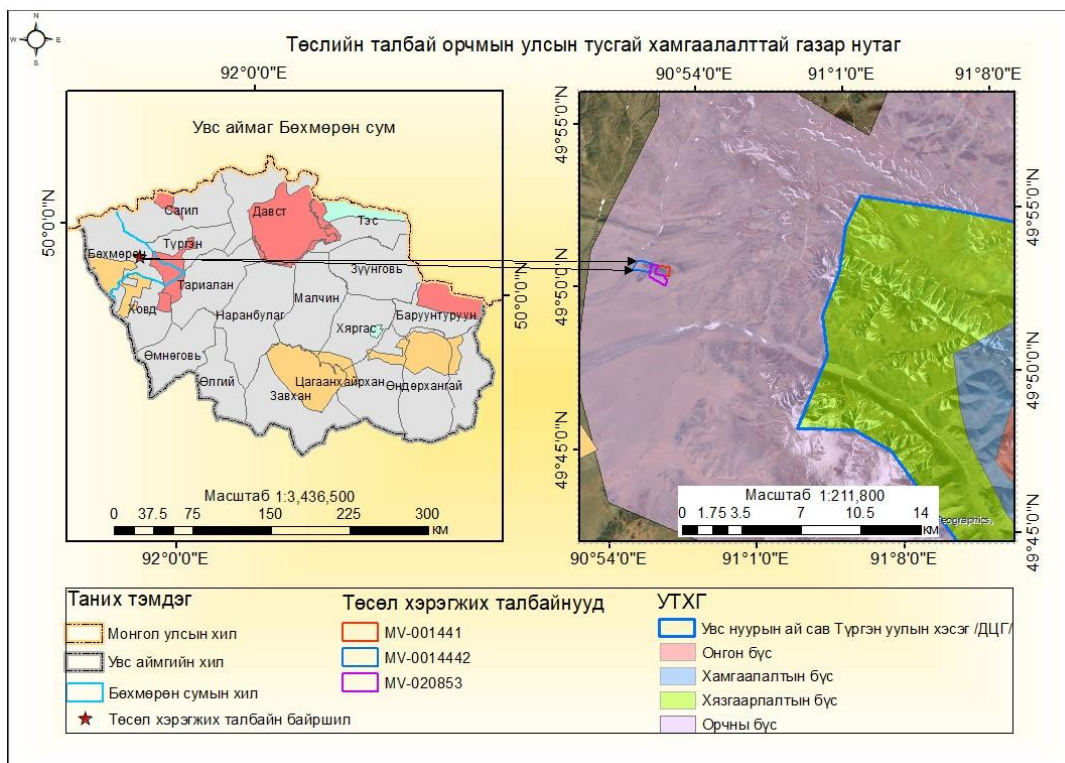 N
W E
S
Төслийн талбай орчмын улсын тусгай хамгаалалттай газар нутаг
92°0'0"E
90°54'0"E 91°1'0"E 91°8'0"E
Увс аймаг Бөхмөрөн сум
50°0'0"N
50°0'0"N
Сагил
Давст
Тэс
Түргэн
Бөхмөрөн
Зүүнговь
Тариалан
Малчин
Ховд
Наранбулаг
Баруунтуруун
Хяргас
Өмнөговь
Цагаанхайрхан
Өндөрхангай
Өлгий
Завхан
Масштаб 1:3,436,500
0 37.5 75 150 225 300
КМ
92°0'0"E
49°55'0"N
49°50'0"N
49°45'0"N
49°55'0"N
49°50'0"N
49°45'0"N
Масштаб 1:211,800
0 1.75 3.5 7 10.5 14
КМ
eographics,
90°54'0"E 91°1'0"E 91°8'0"E
Таних тэмдэг
Монгол улсын хил
Увс аймгийн хил
Бөхмөрөн сумын хил
Төсөл хэрэгжих талбайн байршил
Төсөл хэрэгжих талбайнууд
MV-001441
MV-0014442
MV-020853
УТХГ
Увс нуурын ай сав Түргэн уулын хэсэг /ДЦГ/
Онгон бүс
Хамгаалалтын бүс
Хязгаарлалтын бүс
Орчны бүс